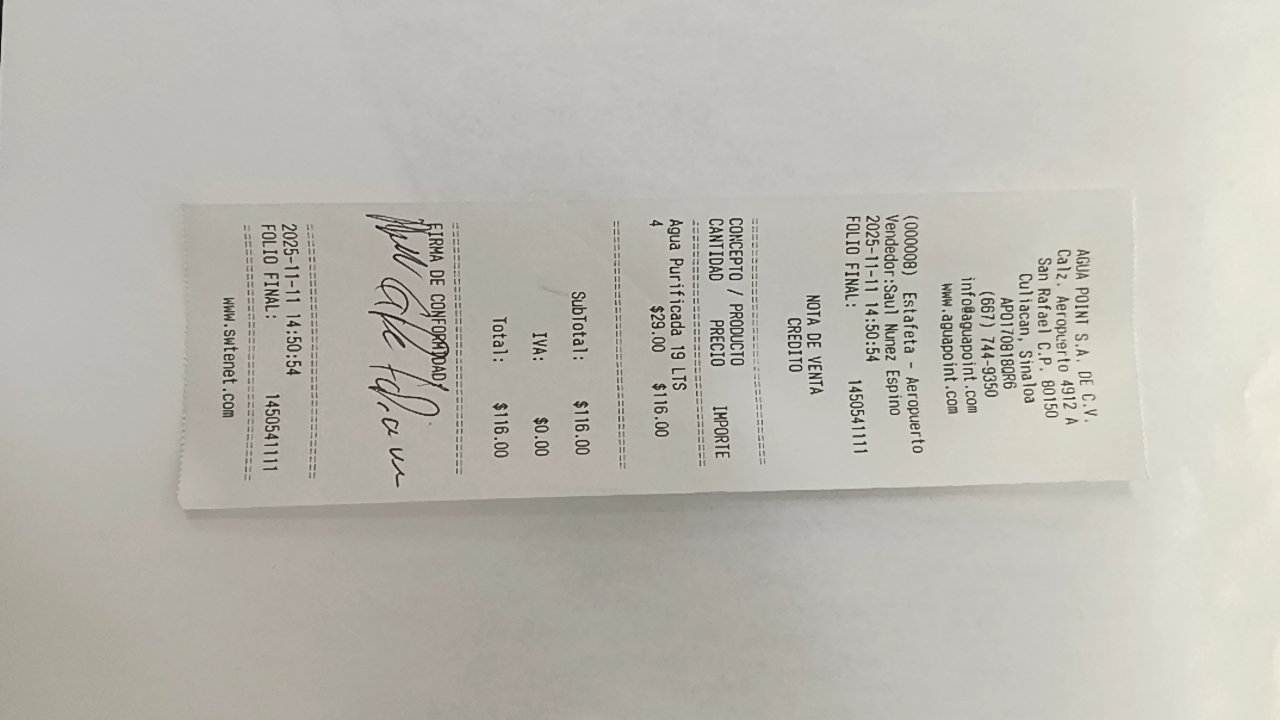 AGUA POINT S.A. DE C.V.
Calz. Aeropuerto 4912 A
San Rafael C.P. 80150
Culiacan, Sinaloa
APO170818QR6
(667) 744-9350
info@aguapoint.com
www.aguapoint.com
(000008) Estafeta - Aeropuerto
Vendedor:Saul Nunez Espino
2025-11-11 14:50:54
FOLIO FINAL: 1450541111
NOTA DE VENTA
CREDITO
==============================
CONCEPTO / PRODUCTO
CANTIDAD PRECIO IMPORTE
==============================
Agua Purificada 19 LTS
4 $29.00 $116.00
==============================
SubTotal: $116.00
IVA: $0.00
Total: $116.00
==============================
FIRMA DE CONFORMIDAD
==============================
2025-11-11 14:50:54
FOLIO FINAL: 1450541111
==============================
www.swtenet.com